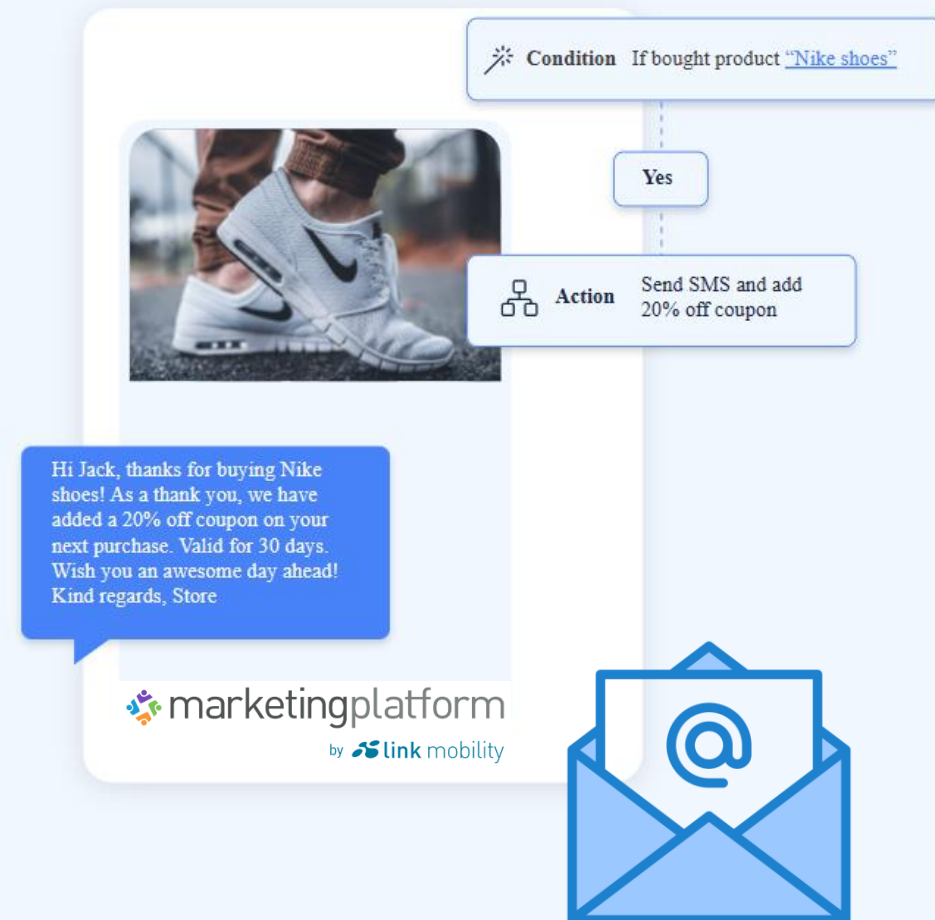 Condition If bought product “Nike shoes”
Yes
Action Send SMS and add
20% off coupon
Hi Jack, thanks for buying Nike
shoes! As a thank you, we have
added a 20% off coupon on your
next purchase. Valid for 30 days.
Wish you an awesome day ahead!
Kind regards, Store
marketingplatform
by link mobility
@